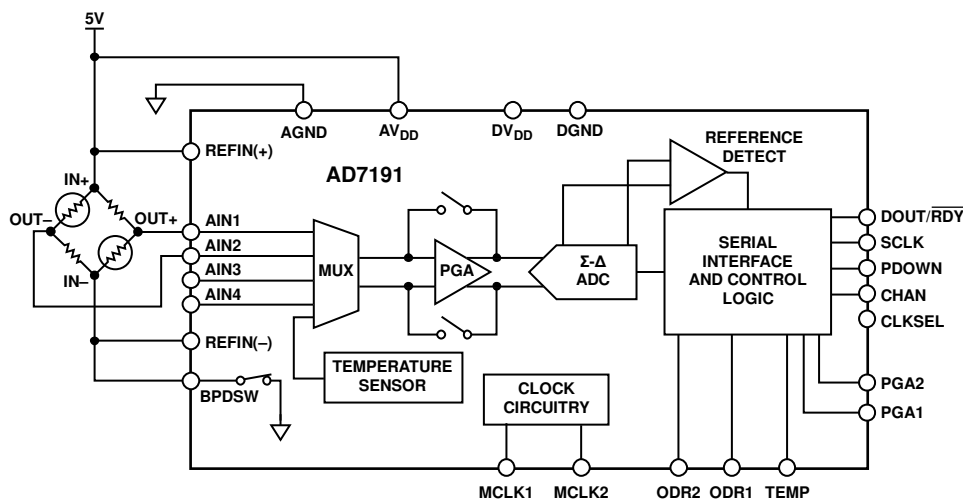 5V
AGND
AVDD
DVDD
DGND
REFERENCE
DETECT
REFIN(+)
AD7191
IN+
OUT–
OUT+
IN–
AIN1
AIN2
AIN3
AIN4
MUX
PGA
Σ-Δ
ADC
SERIAL
INTERFACE
AND CONTROL
LOGIC
DOUT/RDY
SCLK
PDOWN
CHAN
CLKSEL
REFIN(–)
TEMPERATURE
SENSOR
BPDSW
CLOCK
CIRCUITRY
PGA2
PGA1
MCLK1
MCLK2
ODR2
ODR1
TEMP